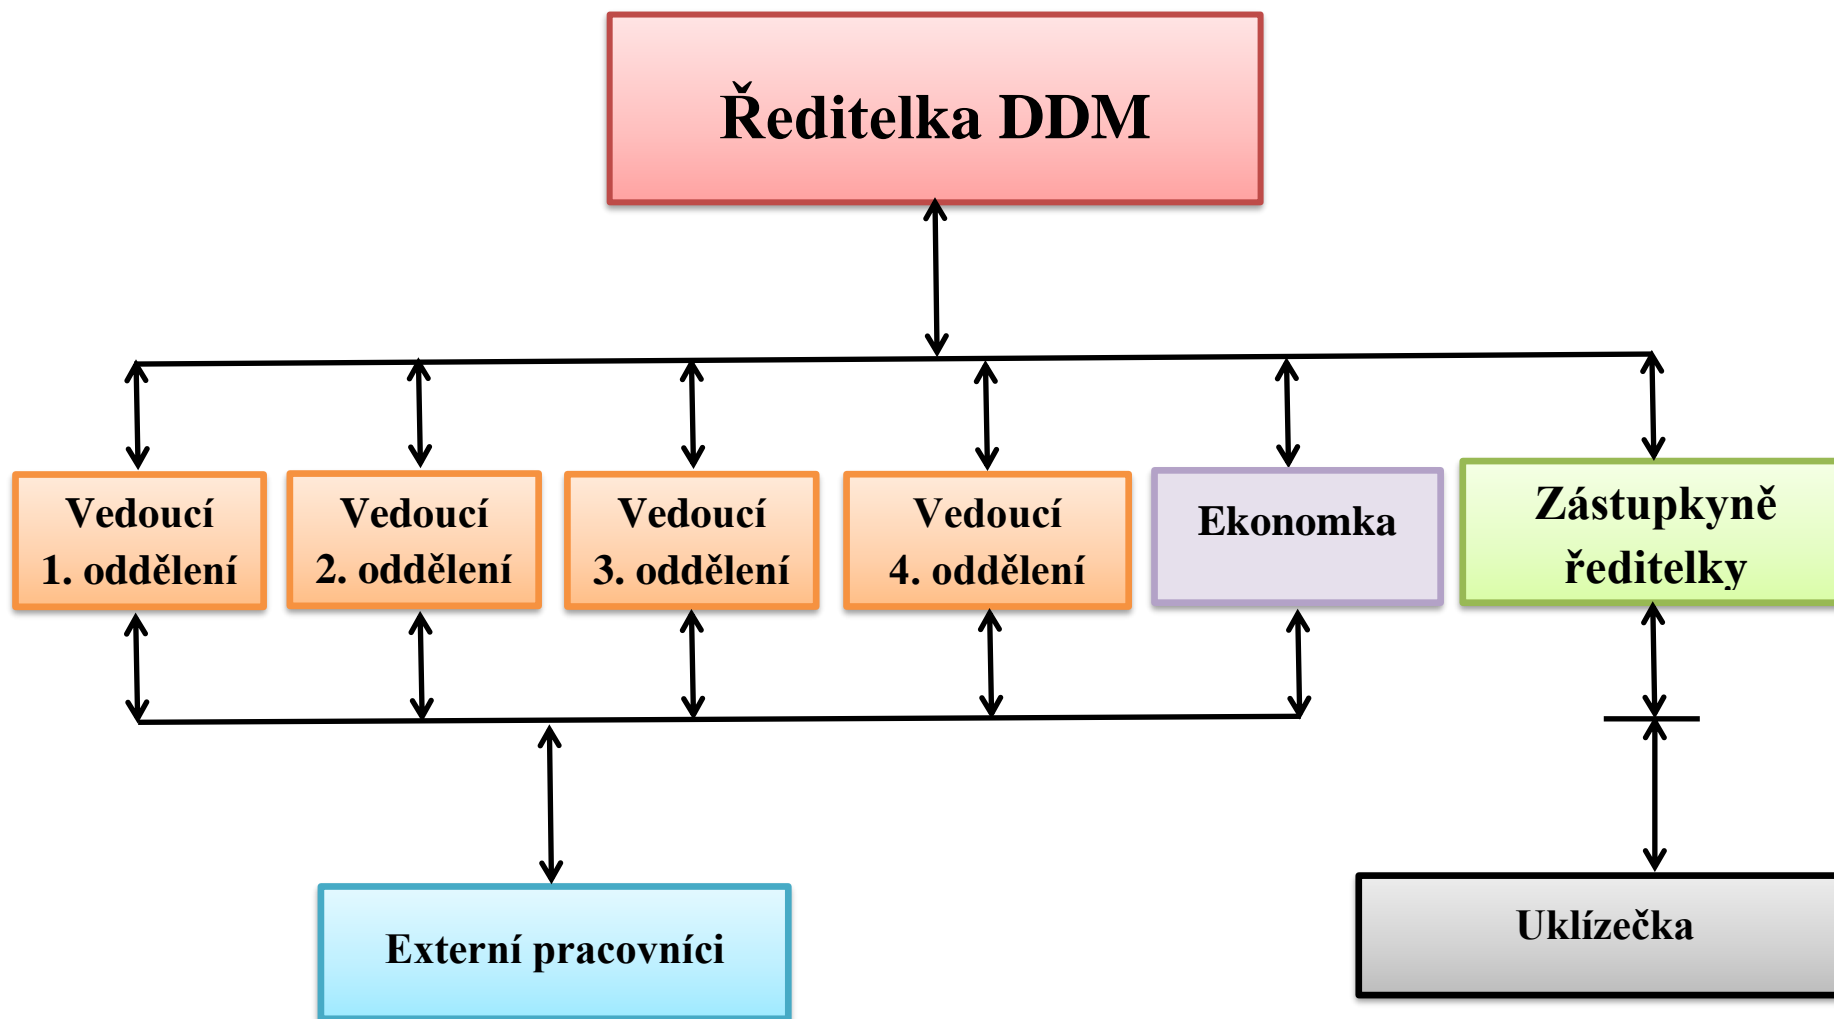 Ředitelka DDM
Vedoucí
1. oddělení
Vedoucí
2. oddělení
Vedoucí
3. oddělení
Vedoucí
4. oddělení
Ekonomka
Zástupkyně
ředitelky
Externí pracovníci
Uklízečka